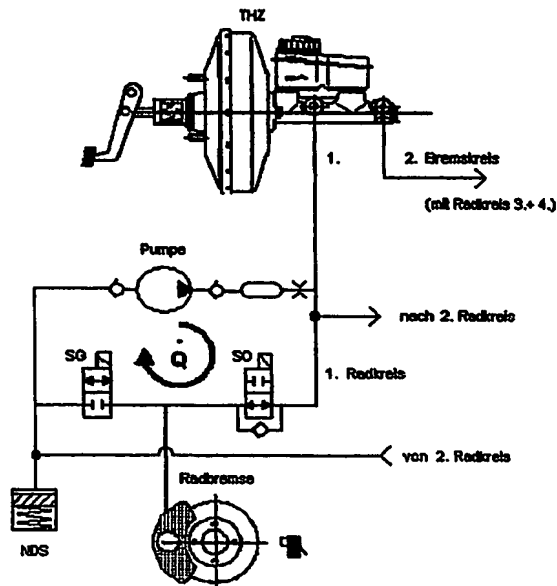 THZ
1.
2. Bremskreis
(mit Radkreis 3.+ 4.)
Pumpe
nach 2. Radkreis
SG
Q
SO
1. Radkreis
von 2. Radkreis
Radbremse
NDS